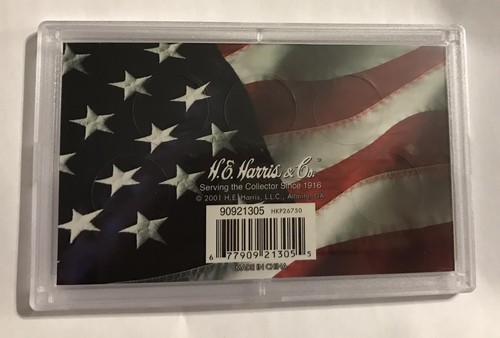 H.E. Harris & Co.®
Serving the Collector Since 1916
© 2001 H.E. Harris, L.L.C., Atlanta, GA
90921305 HKP26730
6 77909 21305 5
MADE IN CHINA